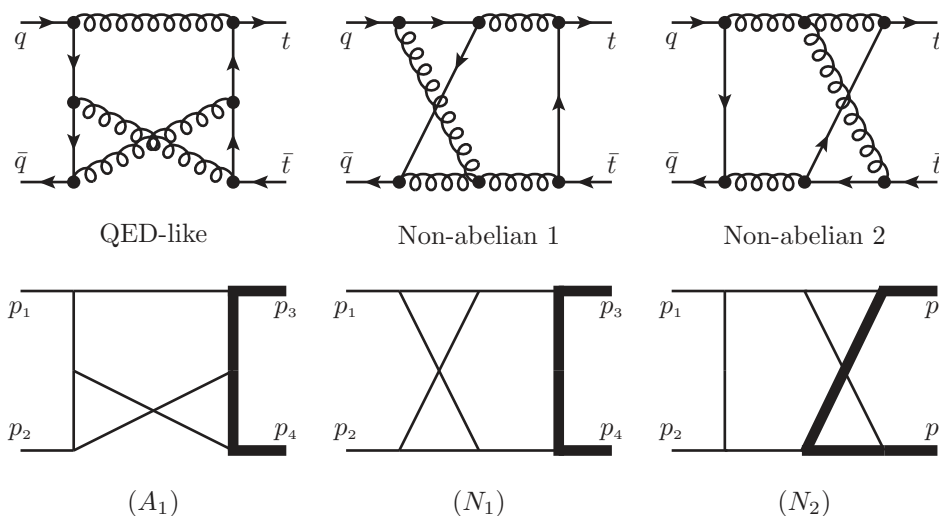 q t q t q t
q̄ t̄ q̄ t̄ q̄ t̄
QED-like Non-abelian 1 Non-abelian 2
p₁ p₃ p₁ p₃ p₁ p
p₂ p₄ p₂ p₄ p₂ p
(A₁) (N₁) (N₂)